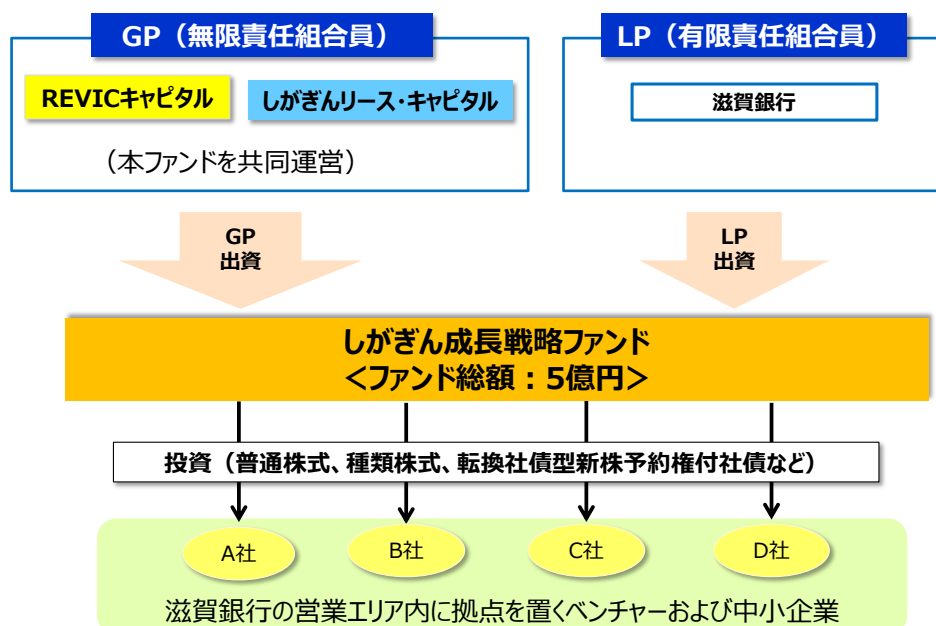 GP（無限責任組合員）
LP（有限責任組合員）
REVICキャピタル
しがぎんリース・キャピタル
滋賀銀行
（本ファンドを共同運営）
GP
出資
LP
出資
しがぎん成長戦略ファンド
＜ファンド総額：5億円＞
投資（普通株式、種類株式、転換社債型新株予約権付社債など）
A社
B社
C社
D社
滋賀銀行の営業エリア内に拠点を置くベンチャーおよび中小企業